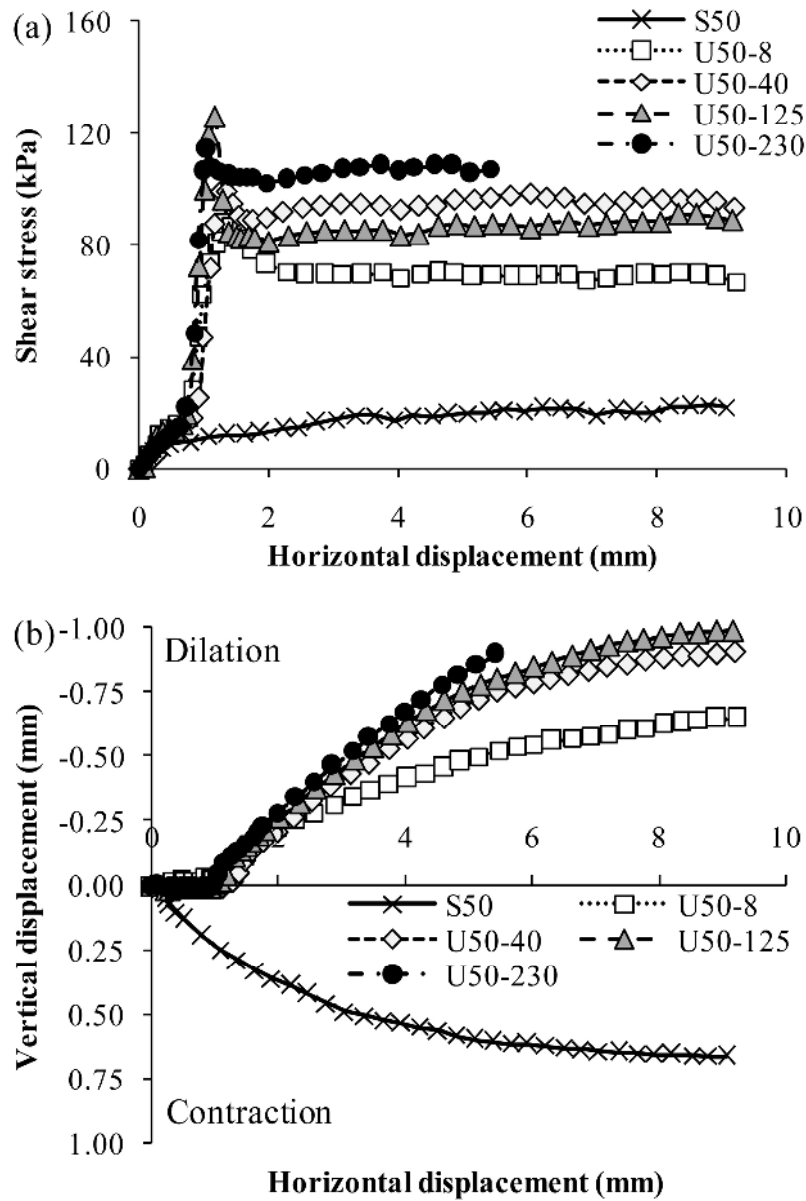 (a)
160
120
80
40
0
Shear stress (kPa)
S50
U50-8
U50-40
U50-125
U50-230
0 2 4 6 8 10
Horizontal displacement (mm)
(b)
-1.00
-0.75
-0.50
-0.25
0.00
0.25
0.50
0.75
1.00
Vertical displacement (mm)
Dilation
0 2 4 6 8 10
S50 U50-8
U50-40 U50-125
U50-230
Contraction
Horizontal displacement (mm)